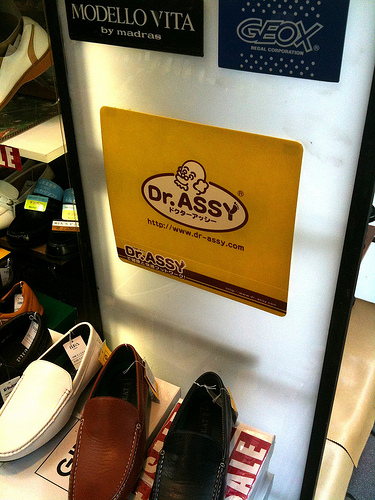 MODELLO VITA
by madras
GEOX
REGAL CORPORATION
Dr.ASSY®
ドクターアッシー
http://www.dr-assy.com
Dr.ASSY
SALE